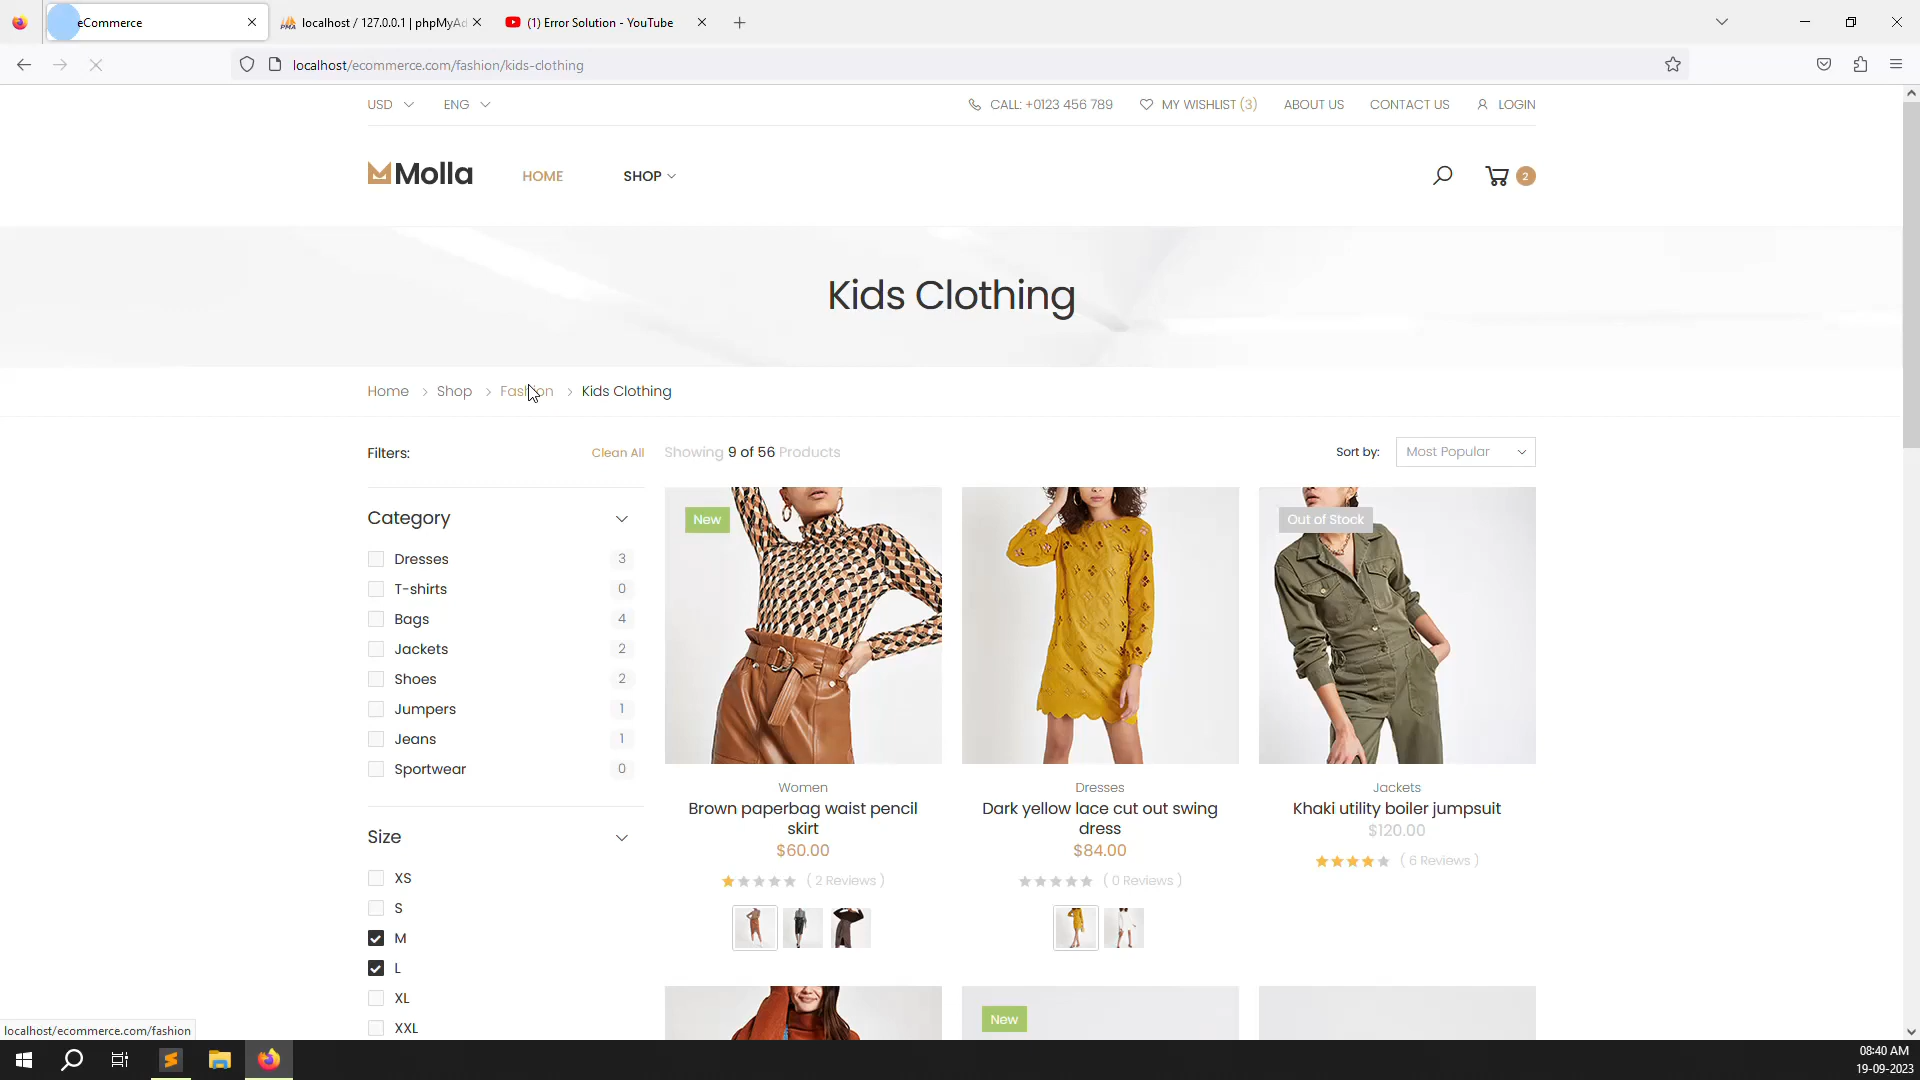 eCommerce
localhost / 127.0.0.1 | phpMyAd
(1) Error Solution - YouTube
localhost/ecommerce.com/fashion/kids-clothing
USD
ENG
CALL: +0123 456 789
MY WISHLIST (3)
ABOUT US
CONTACT US
LOGIN
Molla
HOME
SHOP
2
Kids Clothing
Home
Shop
Fashion
Kids Clothing
Filters:
Clean All
Showing 9 of 56 Products
Sort by:
Most Popular
Category
Dresses 3
T-shirts 0
Bags 4
Jackets 2
Shoes 2
Jumpers 1
Jeans 1
Sportwear 0
Size
XS
S
M
L
XL
XXL
New
Women
Brown paperbag waist pencil
skirt
$60.00
( 2 Reviews )
Dresses
Dark yellow lace cut out swing
dress
$84.00
( 0 Reviews )
Out of Stock
Jackets
Khaki utility boiler jumpsuit
$120.00
( 6 Reviews )
New
localhost/ecommerce.com/fashion
08:40 AM
19-09-2023